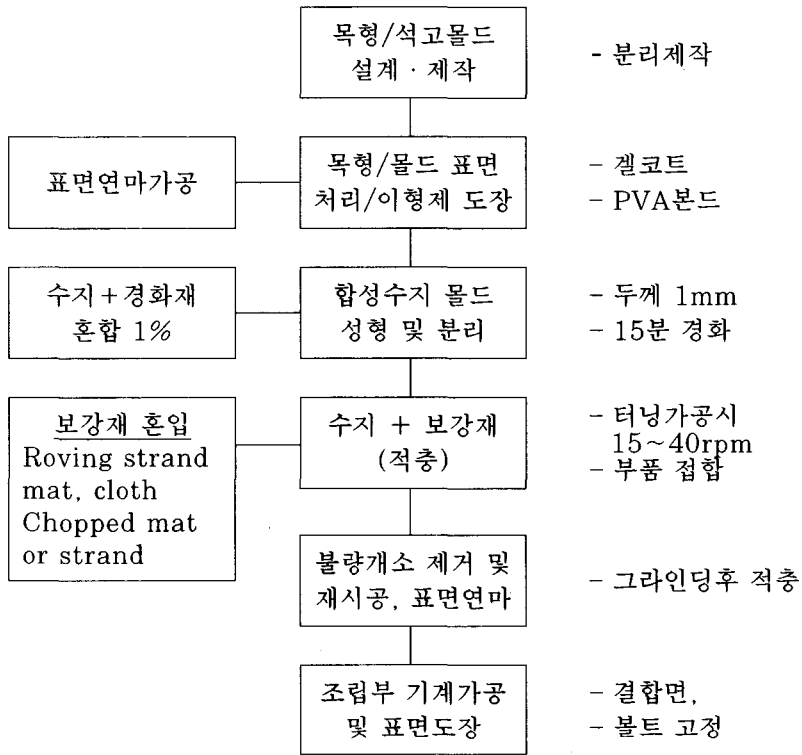 목형/석고몰드
설계 · 제작
- 분리제작
표면연마가공
목형/몰드 표면
처리/이형제 도장
- 겔코트
- PVA본드
수지+경화재
혼합 1%
합성수지 몰드
성형 및 분리
- 두께 1mm
- 15분 경화
보강재 혼입
Roving strand
mat, cloth
Chopped mat
or strand
수지 + 보강재
(적층)
- 터닝가공시
15~40rpm
- 부품 접합
불량개소 제거 및
재시공, 표면연마
- 그라인딩후 적층
조립부 기계가공
및 표면도장
- 결합면,
- 볼트 고정